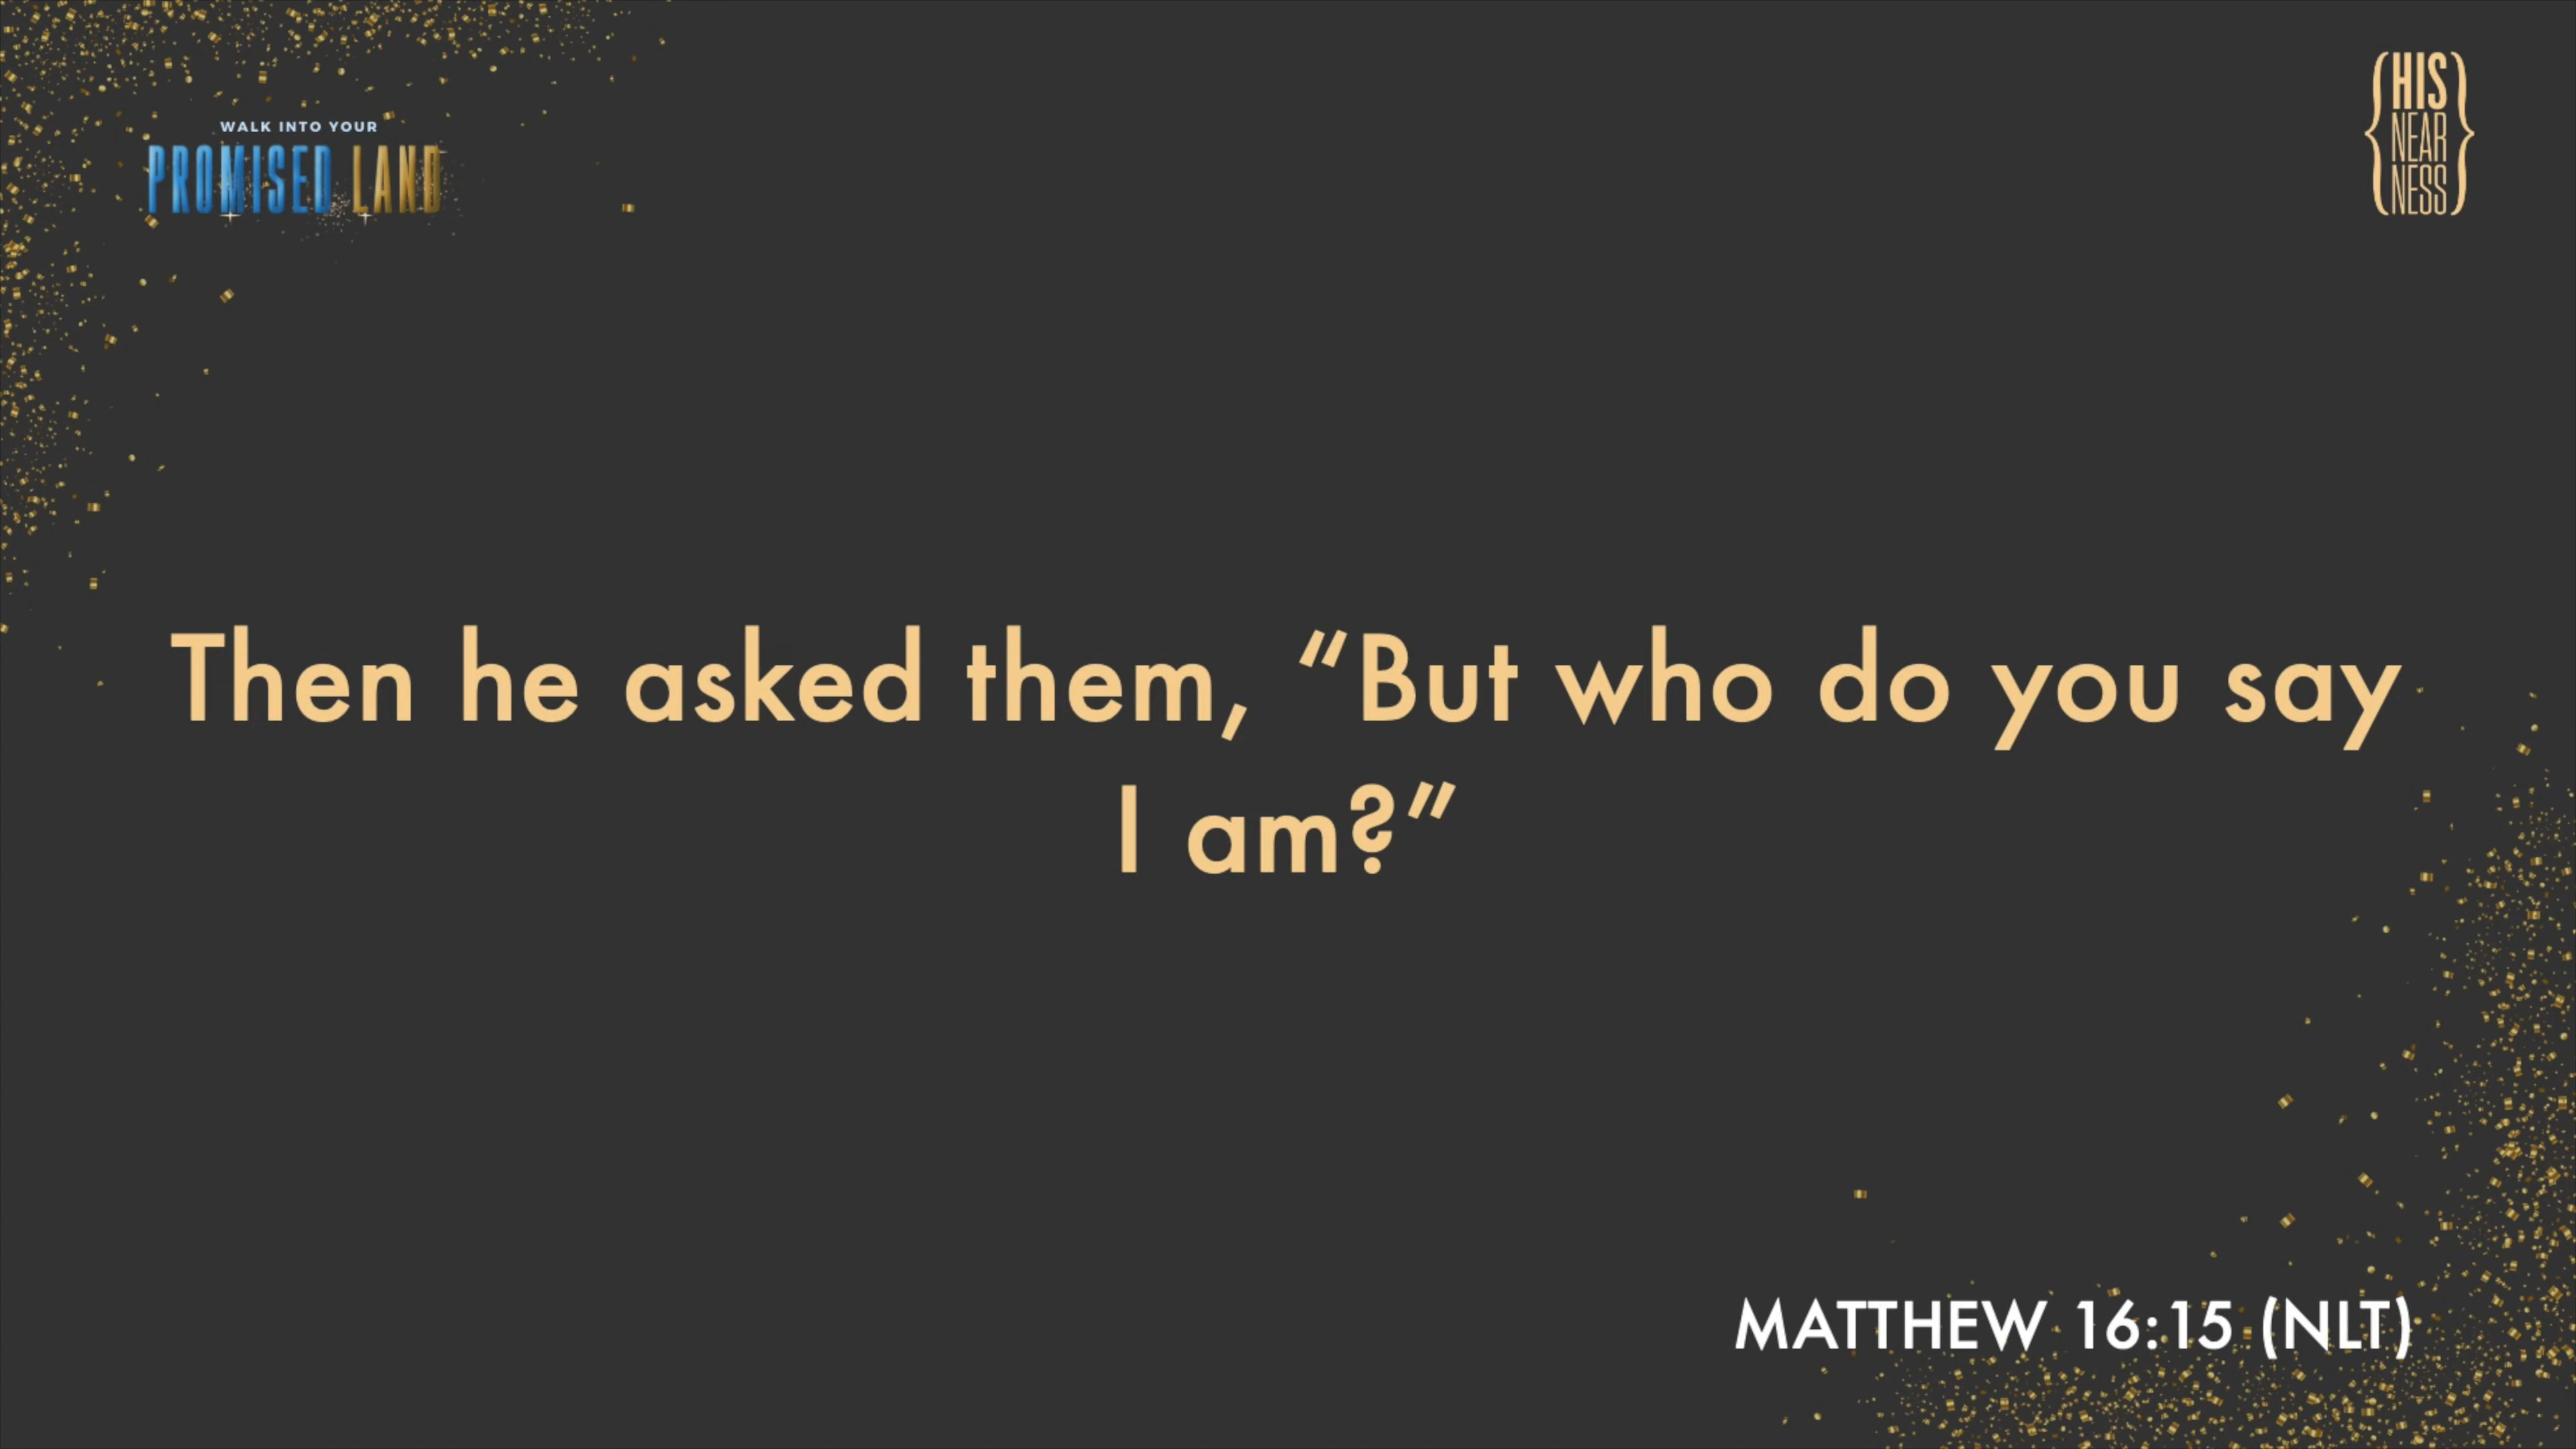 WALK INTO YOUR
PROMISED LAND
{HIS
NEAR
NESS}
Then he asked them, “But who do you say
I am?”
MATTHEW 16:15 (NLT)